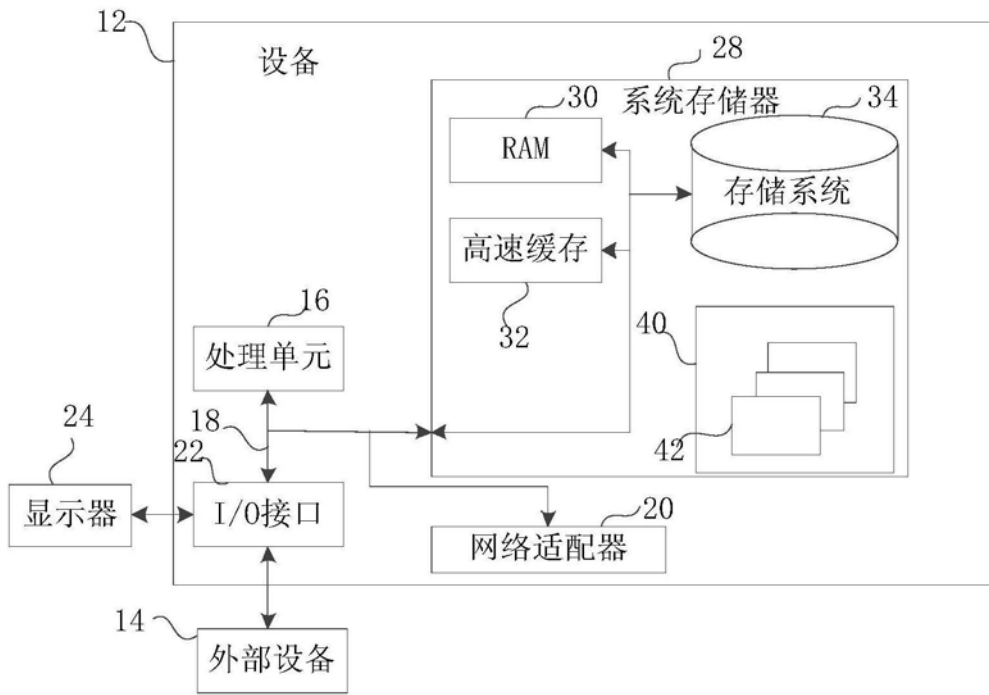 12
设备
28
系统存储器
30
34
RAM
存储系统
高速缓存
32
16
处理单元
40
42
24
18
22
显示器
I/O接口
20
网络适配器
14
外部设备